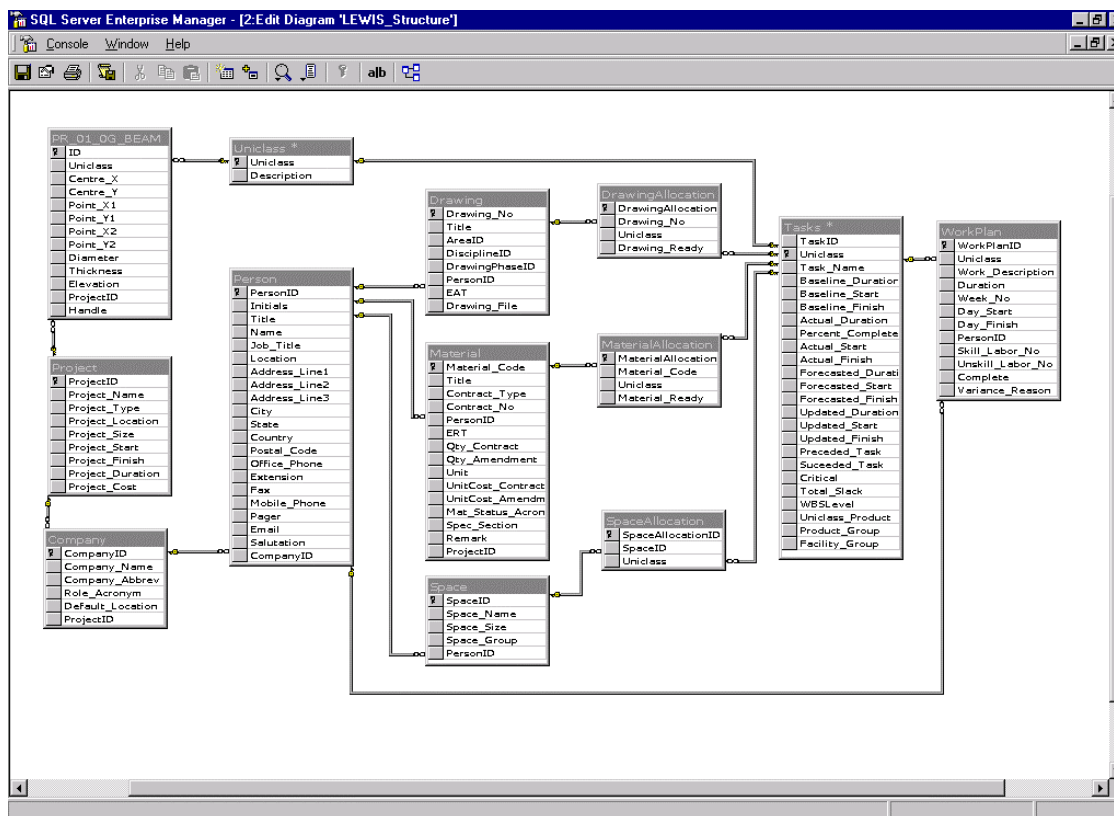 SQL Server Enterprise Manager - [2:Edit Diagram 'LEWIS_Structure']
Console Window Help
a|b
PR_01_0G_BEAM
ID
Uniclass
Centre_X
Centre_Y
Point_X1
Point_Y1
Point_X2
Point_Y2
Diameter
Thickness
Elevation
ProjectID
Handle
Project
ProjectID
Project_Name
Project_Type
Project_Location
Project_Size
Project_Start
Project_Finish
Project_Duration
Project_Cost
Company
CompanyID
Company_Name
Company_Abbrev
Role_Acronym
Default_Location
ProjectID
Uniclass *
Uniclass
Description
Person
PersonID
Initials
Title
Name
Job_Title
Location
Address_Line1
Address_Line2
Address_Line3
City
State
Country
Postal_Code
Office_Phone
Extension
Fax
Mobile_Phone
Pager
Email
Salutation
CompanyID
Drawing
Drawing_No
Title
AreaID
DisciplineID
DrawingPhaseID
PersonID
EAT
Drawing_File
Material
Material_Code
Title
Contract_Type
Contract_No
PersonID
ERT
Qty_Contract
Qty_Amendment
Unit
UnitCost_Contract
UnitCost_Amendm
Mat_Status_Acron
Spec_Section
Remark
ProjectID
Space
SpaceID
Space_Name
Space_Size
Space_Group
PersonID
DrawingAllocation
DrawingAllocation
Drawing_No
Uniclass
Drawing_Ready
MaterialAllocation
MaterialAllocation
Material_Code
Uniclass
Material_Ready
SpaceAllocation
SpaceAllocationID
SpaceID
Uniclass
Tasks *
TaskID
Uniclass
Task_Name
Baseline_Duration
Baseline_Start
Baseline_Finish
Actual_Duration
Percent_Complete
Actual_Start
Actual_Finish
Forecasted_Durati
Forecasted_Start
Forecasted_Finish
Updated_Duration
Updated_Start
Updated_Finish
Preceded_Task
Suceeded_Task
Critical
Total_Slack
WBSLevel
Uniclass_Product
Product_Group
Facility_Group
WorkPlan
WorkPlanID
Uniclass
Work_Description
Duration
Week_No
Day_Start
Day_Finish
PersonID
Skill_Labor_No
Unskill_Labor_No
Complete
Variance_Reason